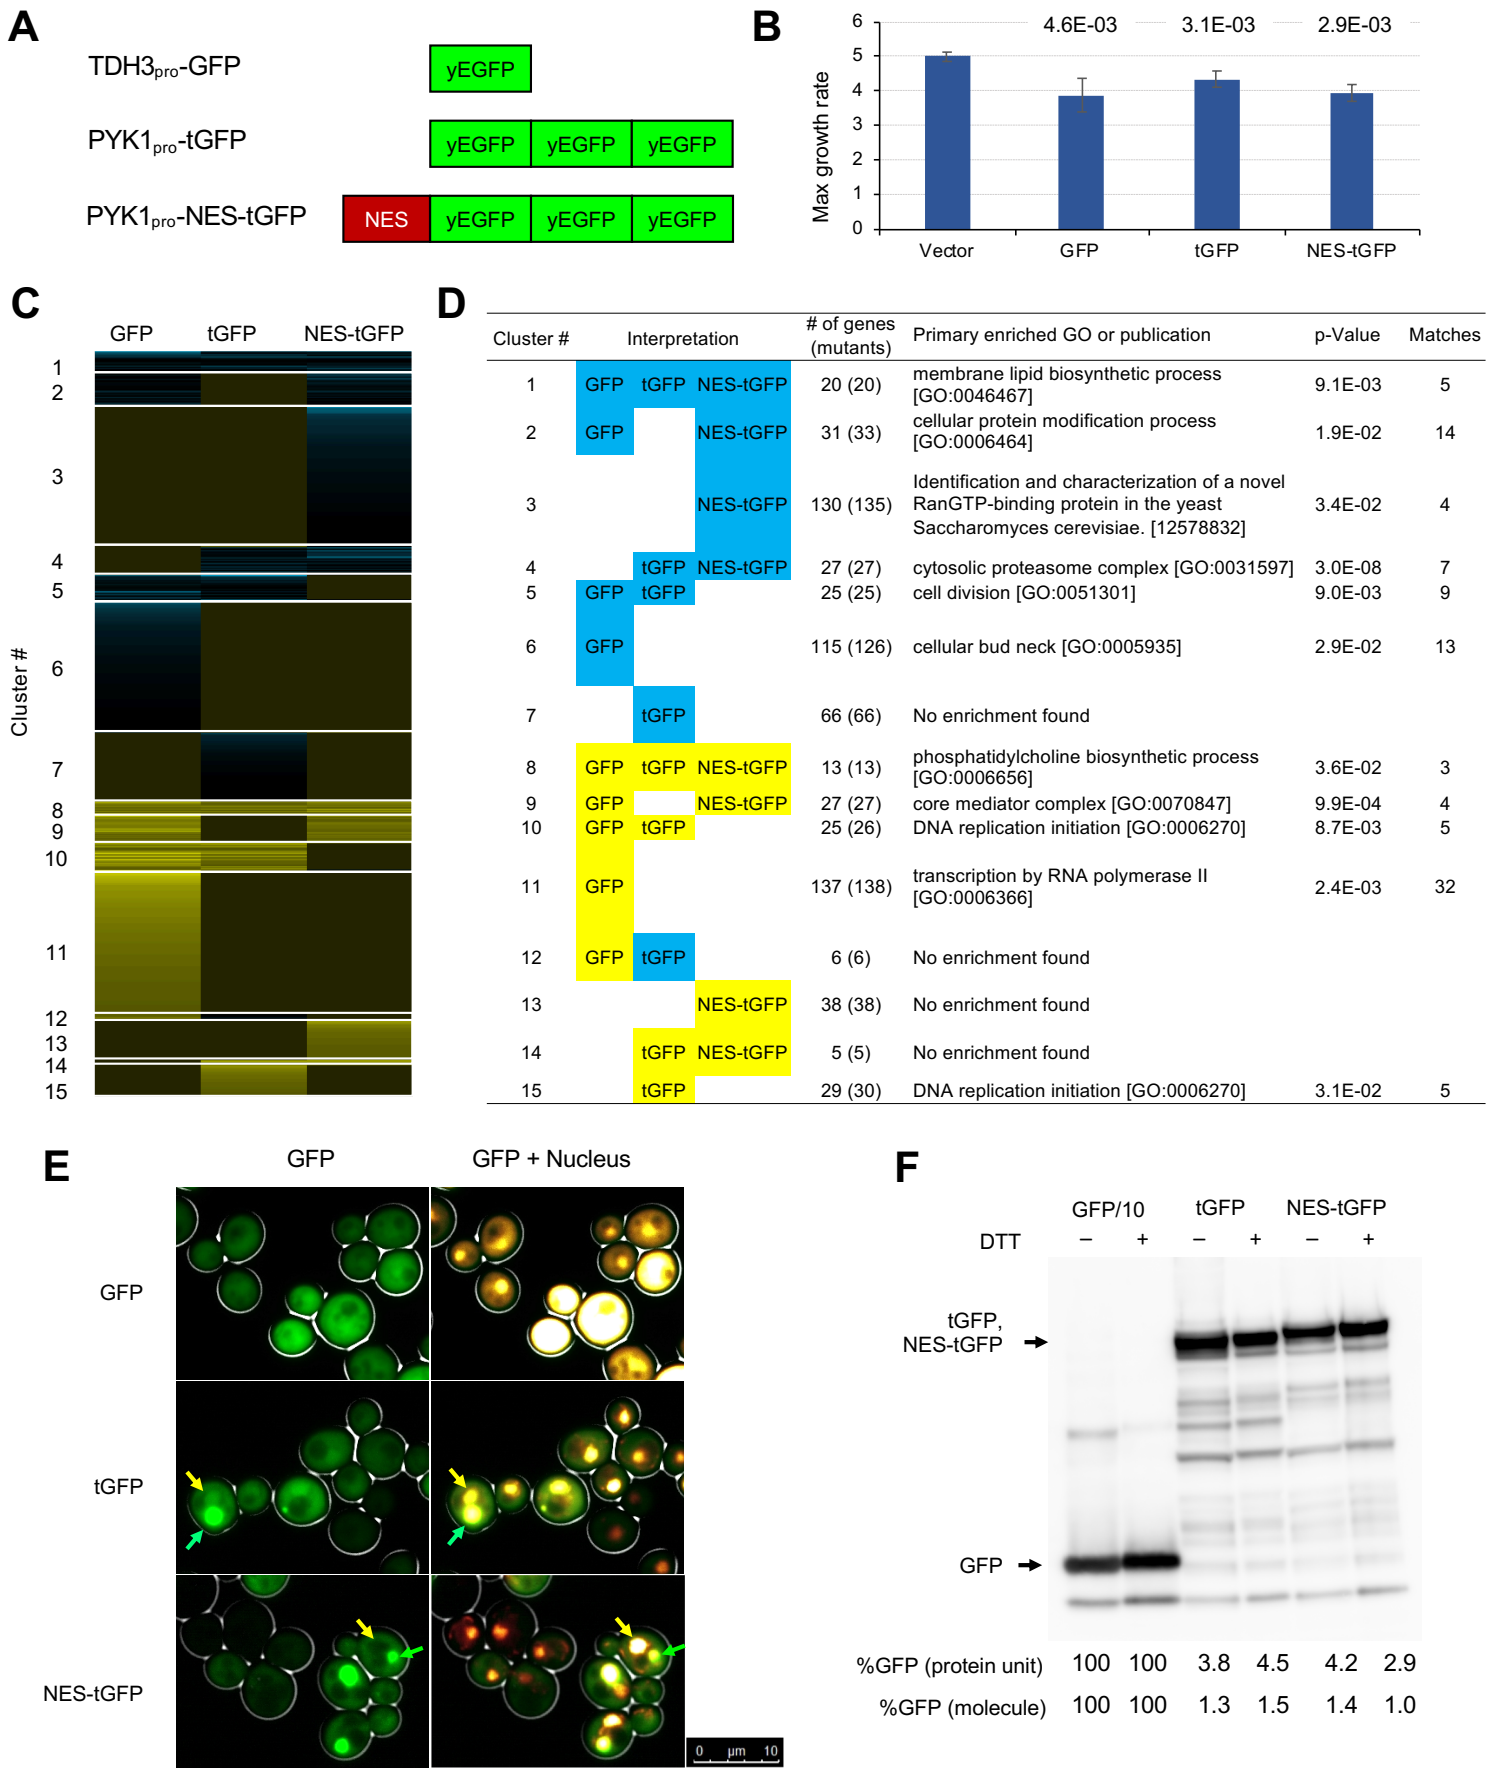 A
TDH3pro-GFP
yEGFP
PYK1pro-tGFP
yEGFP yEGFP yEGFP
PYK1pro-NES-tGFP
NES yEGFP yEGFP yEGFP
B
Max growth rate
6
5
4
3
2
1
0
4.6E-03 3.1E-03 2.9E-03
Vector GFP tGFP NES-tGFP
C
GFP tGFP NES-tGFP
Cluster #
1
2
3
4
5
6
7
8
9
10
11
12
13
14
15
D
Cluster # Interpretation # of genes (mutants) Primary enriched GO or publication p-Value Matches
1 GFP tGFP NES-tGFP 20 (20) membrane lipid biosynthetic process [GO:0046467] 9.1E-03 5
2 GFP NES-tGFP 31 (33) cellular protein modification process [GO:0006464] 1.9E-02 14
3 NES-tGFP 130 (135) Identification and characterization of a novel RanGTP-binding protein in the yeast Saccharomyces cerevisiae. [12578832] 3.4E-02 4
4 tGFP NES-tGFP 27 (27) cytosolic proteasome complex [GO:0031597] 3.0E-08 7
5 GFP tGFP 25 (25) cell division [GO:0051301] 9.0E-03 9
6 GFP 115 (126) cellular bud neck [GO:0005935] 2.9E-02 13
7 tGFP 66 (66) No enrichment found
8 GFP tGFP NES-tGFP 13 (13) phosphatidylcholine biosynthetic process [GO:0006656] 3.6E-02 3
9 GFP NES-tGFP 27 (27) core mediator complex [GO:0070847] 9.9E-04 4
10 GFP tGFP 25 (26) DNA replication initiation [GO:0006270] 8.7E-03 5
11 GFP 137 (138) transcription by RNA polymerase II [GO:0006366] 2.4E-03 32
12 GFP tGFP 6 (6) No enrichment found
13 NES-tGFP 38 (38) No enrichment found
14 tGFP NES-tGFP 5 (5) No enrichment found
15 tGFP 29 (30) DNA replication initiation [GO:0006270] 3.1E-02 5
E
GFP GFP + Nucleus
GFP
tGFP
NES-tGFP
0 µm 10
F
GFP/10 tGFP NES-tGFP
DTT – + – + – +
tGFP,
NES-tGFP
GFP
%GFP (protein unit) 100 100 3.8 4.5 4.2 2.9
%GFP (molecule) 100 100 1.3 1.5 1.4 1.0